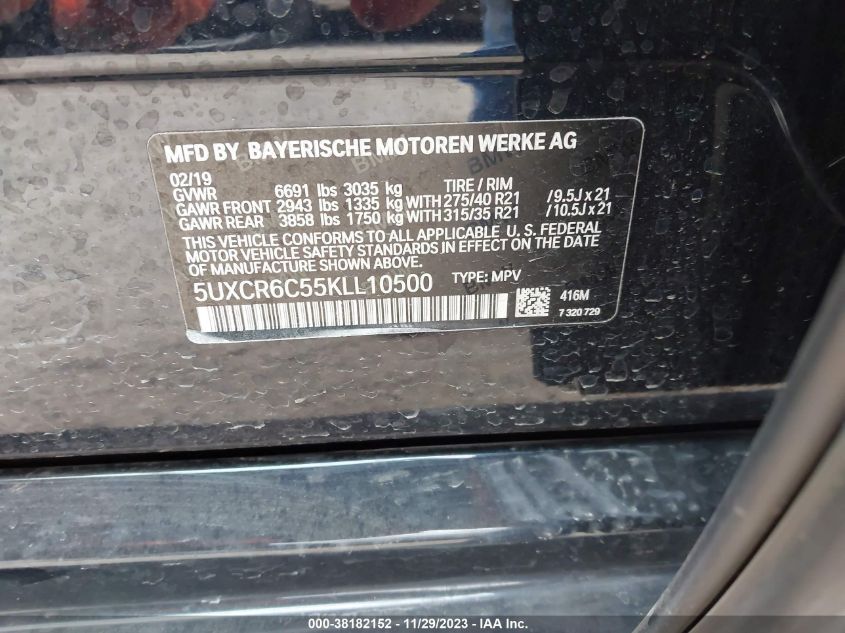 MFD BY BAYERISCHE MOTOREN WERKE AG
02/19
GVWR 6691 lbs 3035 kg TIRE / RIM
GAWR FRONT 2943 lbs 1335 kg WITH 275/40 R21 / 9.5J x 21
GAWR REAR 3858 lbs 1750 kg WITH 315/35 R21 / 10.5J x 21
THIS VEHICLE CONFORMS TO ALL APPLICABLE U. S. FEDERAL
MOTOR VEHICLE SAFETY STANDARDS IN EFFECT ON THE DATE
OF MANUFACTURE SHOWN ABOVE.
5UXCR6C55KLL10500 TYPE: MPV
416M
7 320 729
000-38182152 - 11/29/2023 - IAA Inc.